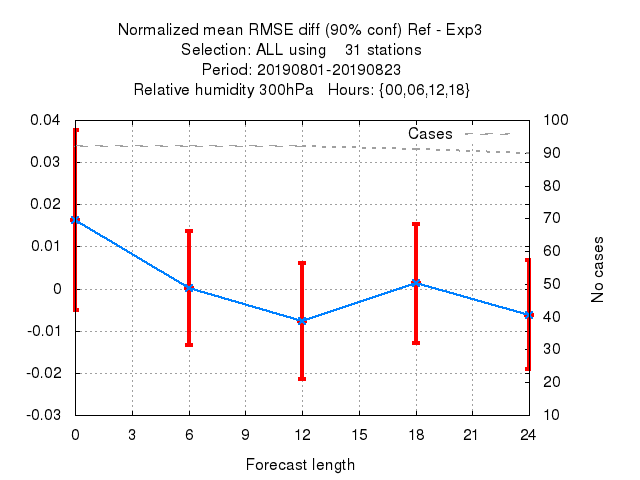 Normalized mean RMSE diff (90% conf) Ref - Exp3
Selection: ALL using    31 stations
Period: 20190801-20190823
Relative humidity 300hPa   Hours: {00,06,12,18}
Cases
0.04
0.03
0.02
0.01
0
-0.01
-0.02
-0.03
100
90
80
70
60
50
40
30
20
10
No cases
0 3 6 9 12 15 18 21 24
Forecast length